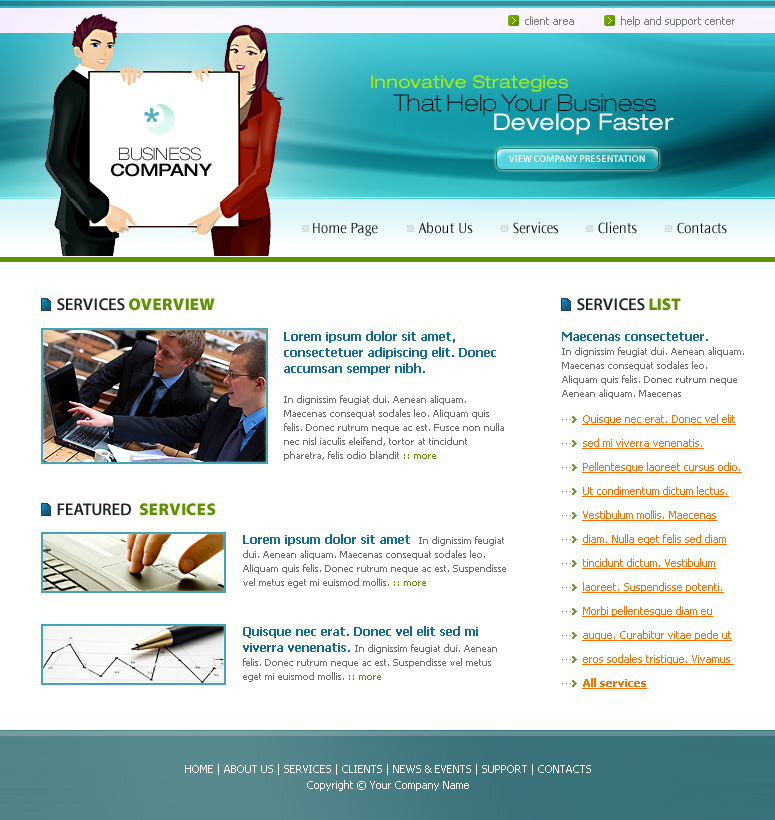 client area
help and support center
Innovative Strategies
That Help Your Business
Develop Faster
VIEW COMPANY PRESENTATION
BUSINESS
COMPANY
Home Page
About Us
Services
Clients
Contacts
SERVICES OVERVIEW
Lorem ipsum dolor sit amet,
consectetuer adipiscing elit. Donec
accumsan semper nibh.
In dignissim feugiat dui. Aenean aliquam.
Maecenas consequat sodales leo. Aliquam quis
felis. Donec rutrum neque ac est. Fusce non nulla
nec nisl iaculis eleifend, tortor at tincidunt
pharetra, felis odio blandit :: more
FEATURED SERVICES
Lorem ipsum dolor sit amet In dignissim feugiat
dui. Aenean aliquam. Maecenas consequat sodales leo.
Aliquam quis felis. Donec rutrum neque ac est. Suspendisse
vel metus eget mi euismod mollis. :: more
Quisque nec erat. Donec vel elit sed mi
viverra venenatis. In dignissim feugiat dui. Aenean
felis. Donec rutrum neque ac est. Suspendisse vel metus
eget mi euismod mollis. :: more
SERVICES LIST
Maecenas consectetuer.
In dignissim feugiat dui. Aenean aliquam.
Maecenas consequat sodales leo.
Aliquam quis felis. Donec rutrum neque
Aenean aliquam. Maecenas
Quisque nec erat. Donec vel elit
sed mi viverra venenatis.
Pellentesque laoreet cursus odio.
Ut condimentum dictum lectus.
Vestibulum mollis. Maecenas
diam. Nulla eget felis sed diam
tincidunt dictum. Vestibulum
laoreet. Suspendisse potenti.
Morbi pellentesque diam eu
augue. Curabitur vitae pede ut
eros sodales tristique. Vivamus
All services
HOME | ABOUT US | SERVICES | CLIENTS | NEWS & EVENTS | SUPPORT | CONTACTS
Copyright © Your Company Name